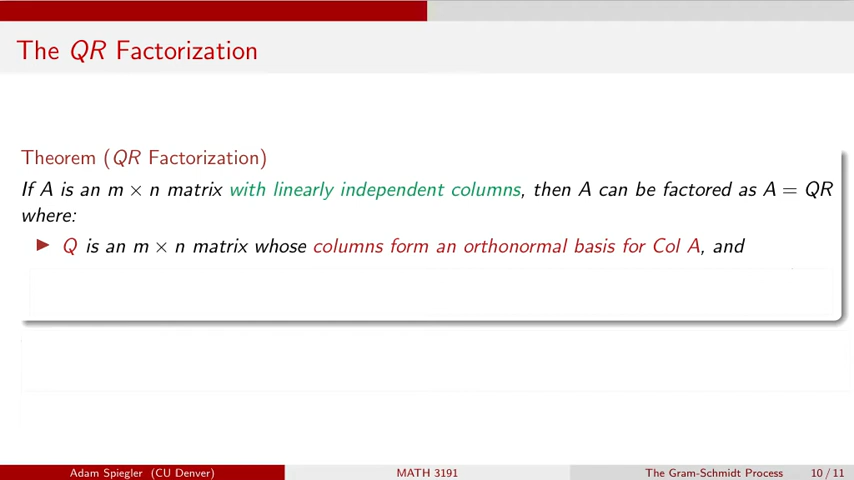 The QR Factorization
Theorem (QR Factorization)
If A is an m × n matrix with linearly independent columns, then A can be factored as A = QR
where:
▶ Q is an m × n matrix whose columns form an orthonormal basis for Col A, and
Adam Spiegler (CU Denver) MATH 3191 The Gram-Schmidt Process 10 / 11